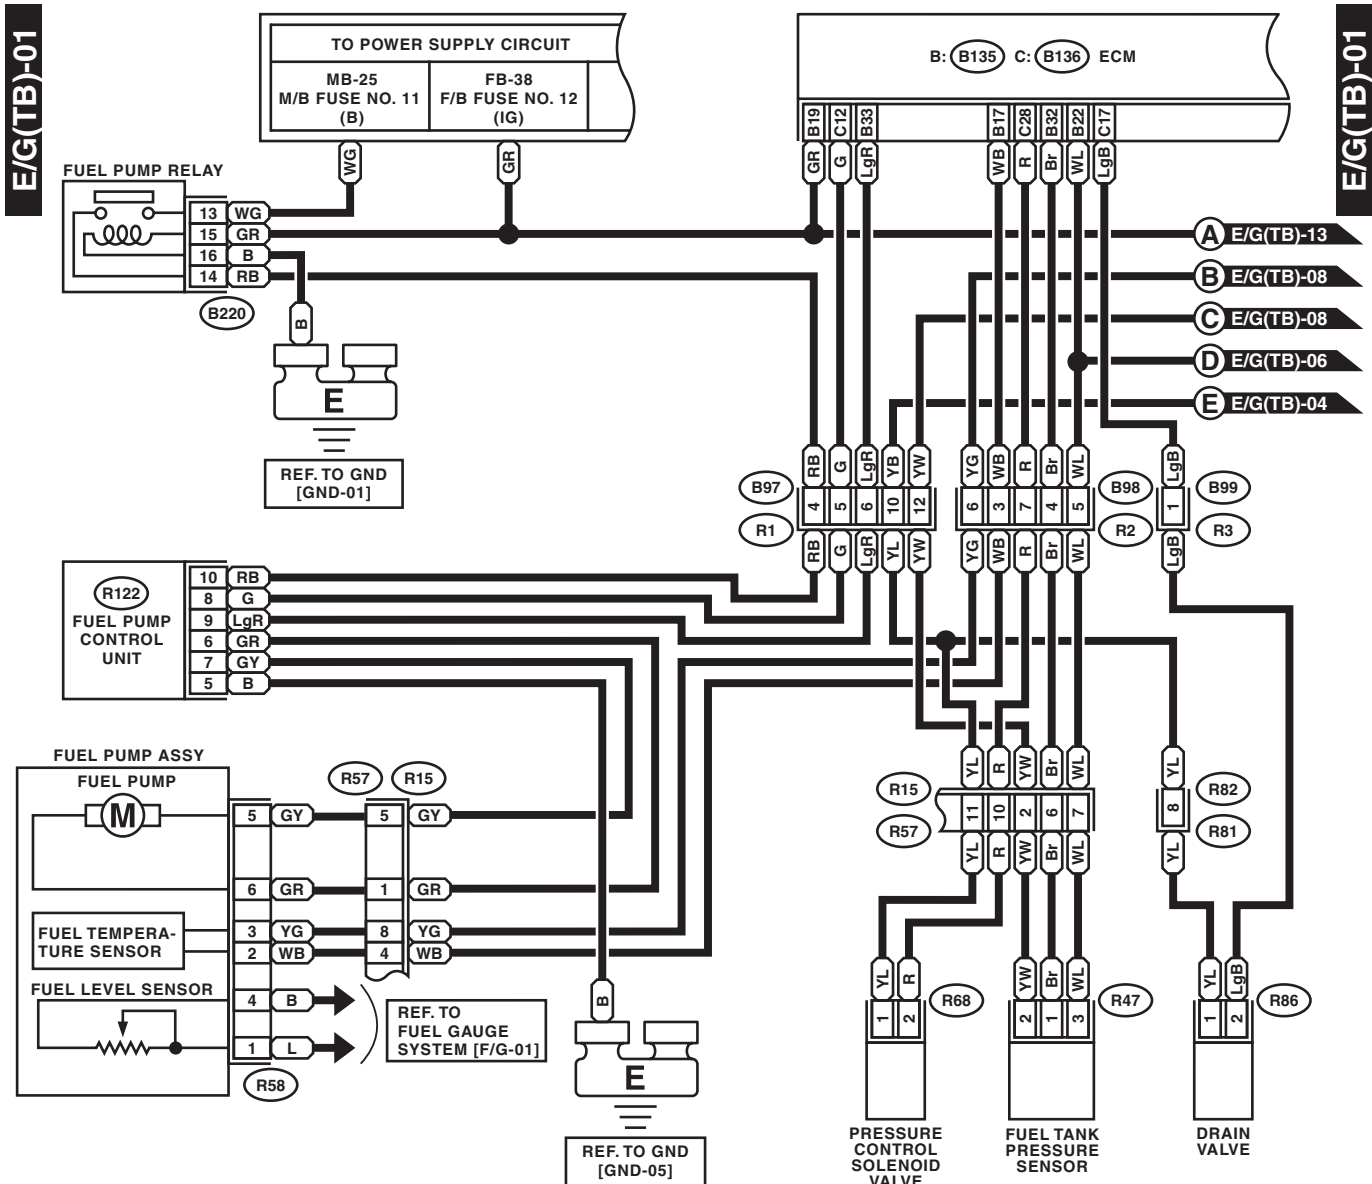 E/G(TB)-01
TO POWER SUPPLY CIRCUIT
MB-25
M/B FUSE NO. 11
(B)
FB-38
F/B FUSE NO. 12
(IG)
B: B135 C: B136 ECM
E/G(TB)-01
B19 C12 B33 B17 C28 B32 B22 C17
WG GR GR G LgR WB R Br WL LgB
FUEL PUMP RELAY
13 WG
15 GR
16 B
14 RB
B220
B
E
REF. TO GND
[GND-01]
A E/G(TB)-13
B E/G(TB)-08
C E/G(TB)-08
D E/G(TB)-06
E E/G(TB)-04
RB G LgR YB YW YG WB R Br WL LgB
B97 4 5 6 10 12 6 3 7 4 5 B98 1 B99
R1 R2 R3
RB G LgR YL YW YG WB R Br WL LgB
R122
FUEL PUMP
CONTROL
UNIT
10 RB
8 G
9 LgR
6 GR
7 GY
5 B
FUEL PUMP ASSY
FUEL PUMP
M
R57 R15
5 GY 5 GY
6 GR 1 GR
FUEL TEMPERA-
TURE SENSOR
3 YG 8 YG
2 WB 4 WB
FUEL LEVEL SENSOR
4 B
1 L
R58
REF. TO
FUEL GAUGE
SYSTEM [F/G-01]
B
E
REF. TO GND
[GND-05]
YL R YW Br WL YL
R15 11 10 2 6 7 8 R82
R57 R81
YL R YW Br WL YL
YL R YW Br WL YL LgB
1 2 R68 2 1 3 R47 1 2 R86
PRESSURE
CONTROL
SOLENOID
VALVE
FUEL TANK
PRESSURE
SENSOR
DRAIN
VALVE